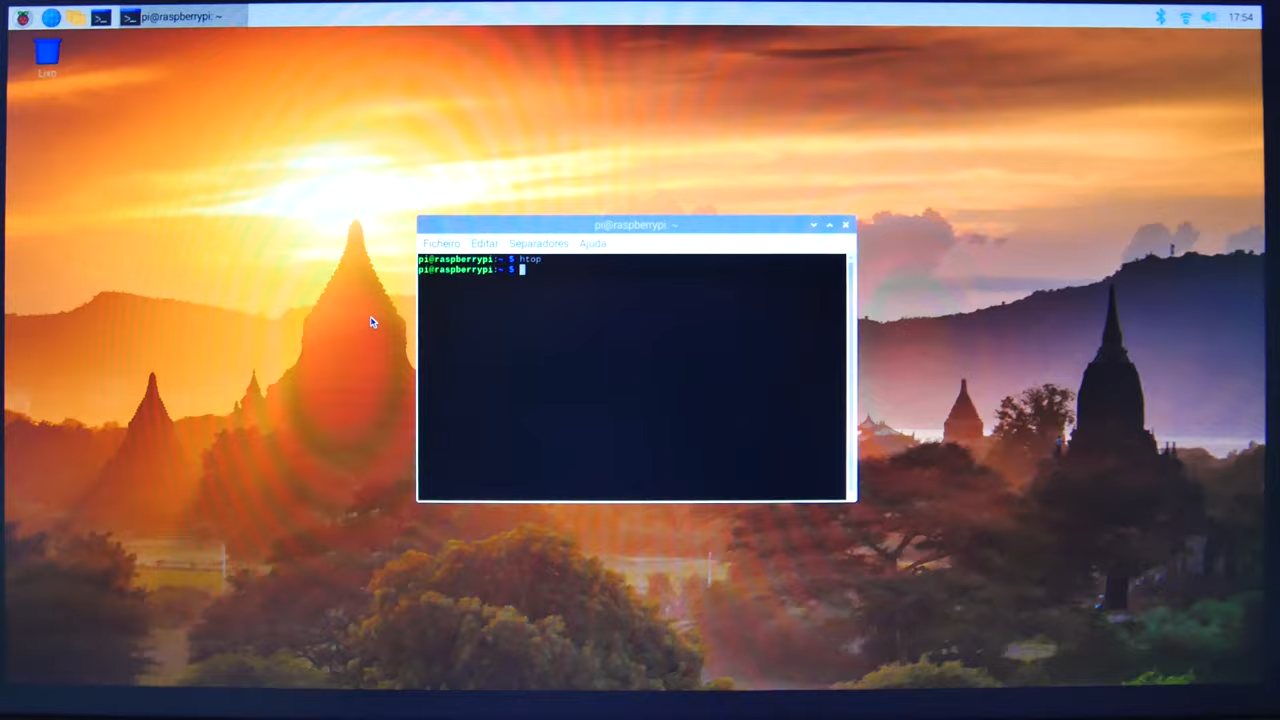 pi@raspberrypi: ~
17:54
Lixo
pi@raspberrypi: ~
Ficheiro Editar Separadores Ajuda
pi@raspberrypi:~ $ htop
pi@raspberrypi:~ $